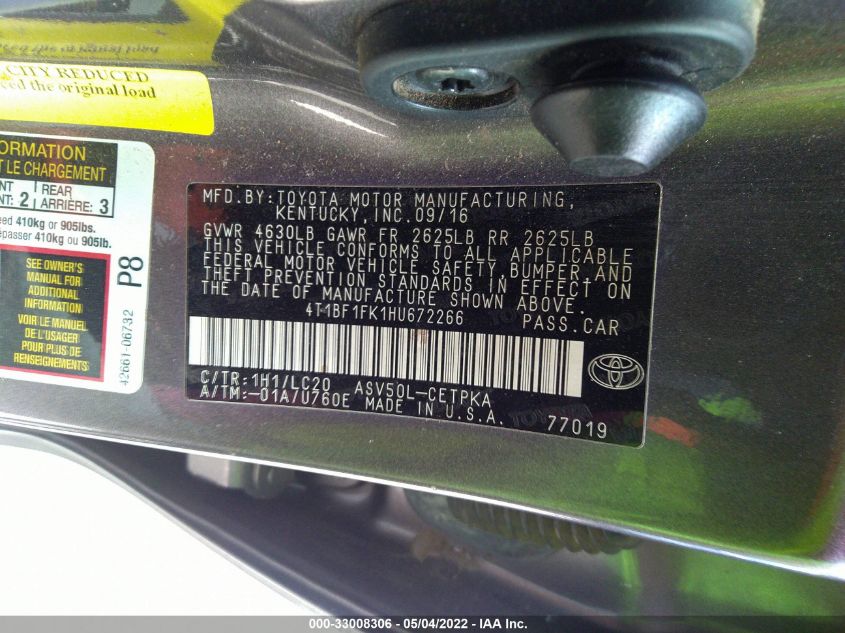 CITY REDUCED
the original load
ORMATION
T LE CHARGEMENT
REAR
: 2 ARRIÈRE: 3
410kg or 905lbs.
410kg ou 905lb.
SEE OWNER'S
MANUAL FOR
ADDITIONAL
INFORMATION
VOIR LE MANUEL
DE L'USAGER
POUR PLUS DE
RENSEIGNEMENTS
P8
42661-06732
MFD. BY: TOYOTA MOTOR MANUFACTURING,
KENTUCKY, INC. 09/16
GVWR 4630LB GAWR FR 2625LB RR 2625LB
THIS VEHICLE CONFORMS TO ALL APPLICABLE
FEDERAL MOTOR VEHICLE SAFETY, BUMPER, AND
THEFT PREVENTION STANDARDS IN EFFECT ON
THE DATE OF MANUFACTURE SHOWN ABOVE.
4T1BF1FK1HU672266 PASS. CAR
C/TR: 1H1/LC20 ASV50L-CETPKA
A/TM: -01A/U760E MADE IN U.S.A.
77019
000-33008306 - 05/04/2022 - IAA Inc.